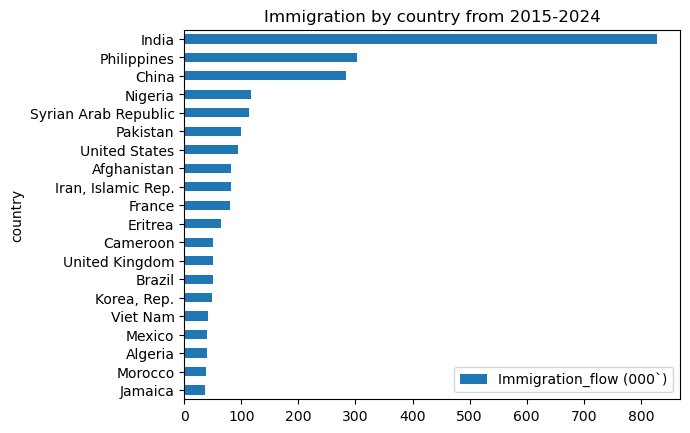 Immigration by country from 2015-2024
country
India
Philippines
China
Nigeria
Syrian Arab Republic
Pakistan
United States
Afghanistan
Iran, Islamic Rep.
France
Eritrea
Cameroon
United Kingdom
Brazil
Korea, Rep.
Viet Nam
Mexico
Algeria
Morocco
Jamaica
Immigration_flow (000`)
0 100 200 300 400 500 600 700 800